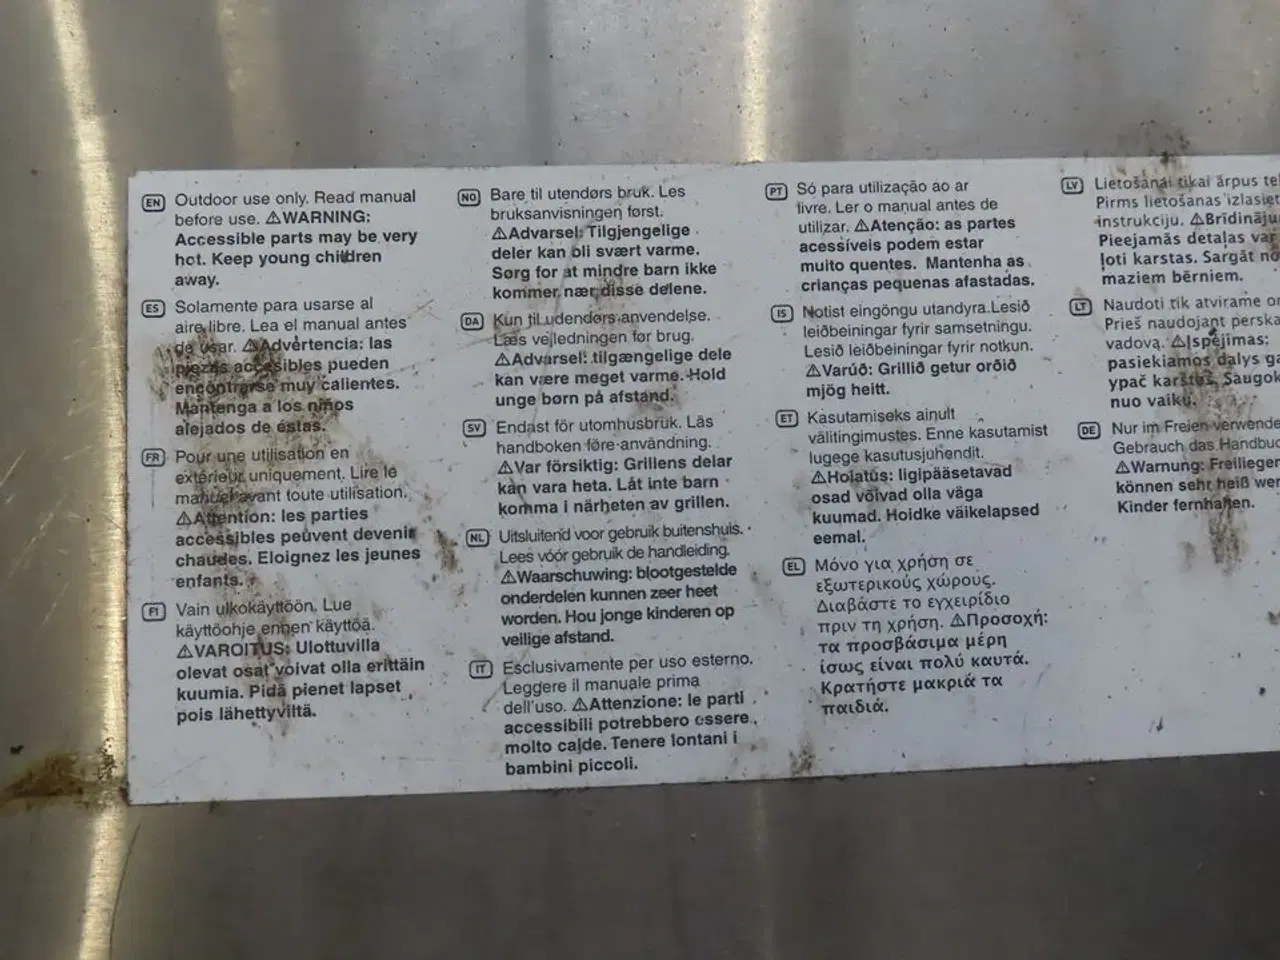 EN Outdoor use only. Read manual
before use. ⚠WARNING:
Accessible parts may be very
hot. Keep young children
away.
ES Solamente para usarse al
aire libre. Lea el manual antes
de usar. ⚠Advertencia: las
piezas accesibles pueden
encontrarse muy calientes.
Mantenga a los niños
alejados de éstas.
FR Pour une utilisation en
extérieur uniquement. Lire le
manuel avant toute utilisation.
⚠Attention: les parties
accessibles peuvent devenir
chaudes. Eloignez les jeunes
enfants.
FI Vain ulkokäyttöön. Lue
käyttöohje ennen käyttöä.
⚠VAROITUS: Ulottuvilla
olevat osat voivat olla erittäin
kuumia. Pidä pienet lapset
pois lähettyviltä.
NO Bare til utendørs bruk. Les
bruksanvisningen først.
⚠Advarsel: Tilgjengelige
deler kan bli svært varme.
Sørg for at mindre barn ikke
kommer nær disse delene.
DA Kun til udendørs anvendelse.
Læs vejledningen før brug.
⚠Advarsel: tilgængelige dele
kan være meget varme. Hold
unge børn på afstand.
SV Endast för utomhusbruk. Läs
handboken före användning.
⚠Var försiktig: Grillens delar
kan vara heta. Låt inte barn
komma i närheten av grillen.
NL Uitsluitend voor gebruik buitenshuis.
Lees vóór gebruik de handleiding.
⚠Waarschuwing: blootgestelde
onderdelen kunnen zeer heet
worden. Hou jonge kinderen op
veilige afstand.
IT Esclusivamente per uso esterno.
Leggere il manuale prima
dell'uso. ⚠Attenzione: le parti
accessibili potrebbero essere
molto calde. Tenere lontani i
bambini piccoli.
PT Só para utilização ao ar
livre. Ler o manual antes de
utilizar. ⚠Atenção: as partes
acessíveis podem estar
muito quentes. Mantenha as
crianças pequenas afastadas.
IS Notist eingöngu utandyra.Lesið
leiðbeiningar fyrir samsetningu.
Lesið leiðbeiningar fyrir notkun.
⚠Varúð: Grillið getur orðið
mjög heitt.
ET Kasutamiseks ainult
välitingimustes. Enne kasutamist
lugege kasutusjuhendit.
⚠Hoiatus: ligipääsetavad
osad võivad olla väga
kuumad. Hoidke väikelapsed
eemal.
EL Μόνο για χρήση σε
εξωτερικούς χώρους.
Διαβάστε το εγχειρίδιο
πριν τη χρήση. ⚠Προσοχή:
τα προσβάσιμα μέρη
ίσως είναι πολύ καυτά.
Κρατήστε μακριά τα
παιδιά.
LV Lietošanai tikai ārpus
Pirms lietošanas izlasiet
instrukciju.
Pieejamās detaļas var
ļoti karstas. Sargāt no
maziem bērniem.
LT Naudoti tik atvirame
Prieš naudojant
vadovą. ⚠Įspėjimas:
pasiekiamos dalys
ypač karštos. Saugok
nuo vaikų.
DE Nur im Freien verwende
Gebrauch das
⚠Warnung: Freiliegen
können sehr heiß
Kinder fernhalten.